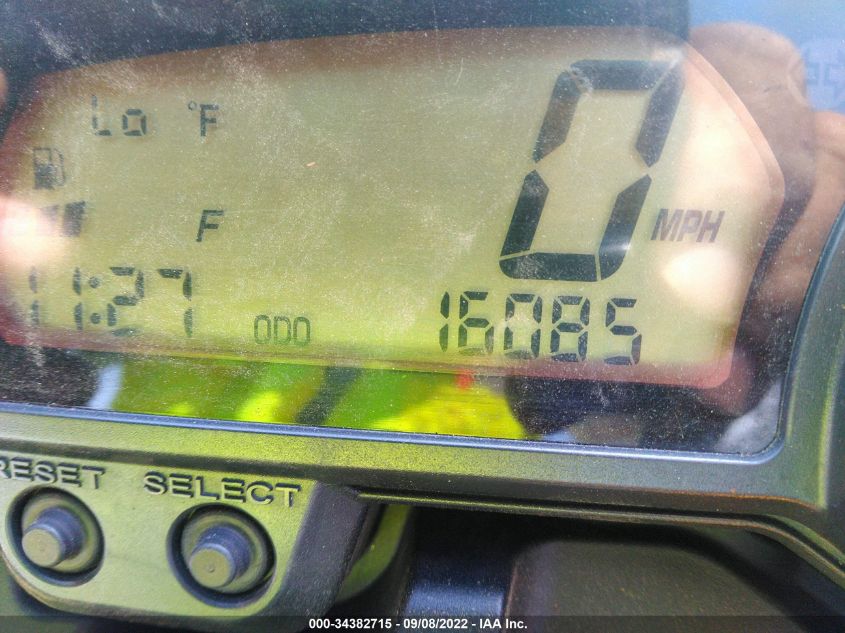 Lo °F
0
F
MPH
11:27
ODO
16085
RESET
SELECT
000-34382715 - 09/08/2022 - IAA Inc.